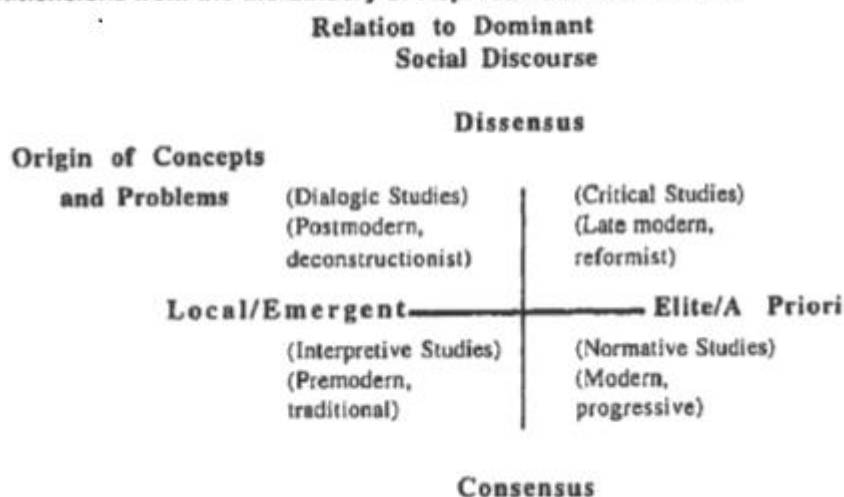 Relation to Dominant
Social Discourse
Dissensus
Origin of Concepts
and Problems
(Dialogic Studies)
(Postmodern,
deconstructionist)
(Critical Studies)
(Late modern,
reformist)
Local/Emergent
Elite/A Priori
(Interpretive Studies)
(Premodern,
traditional)
(Normative Studies)
(Modern,
progressive)
Consensus